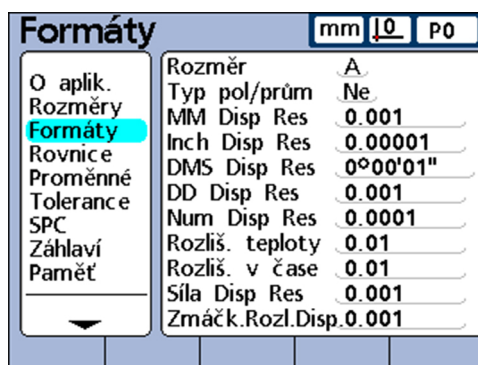 Formáty mm 0 P0
O aplik.
Rozměry
Formáty
Rovnice
Proměnné
Tolerance
SPC
Záhlaví
Paměť
Rozměr A
Typ pol/prům Ne
MM Disp Res 0.001
Inch Disp Res 0.00001
DMS Disp Res 0°00'01"
DD Disp Res 0.001
Num Disp Res 0.0001
Rozliš. teploty 0.01
Rozliš. v čase 0.01
Síla Disp Res 0.001
Zmáčk.Rozl.Disp. 0.001